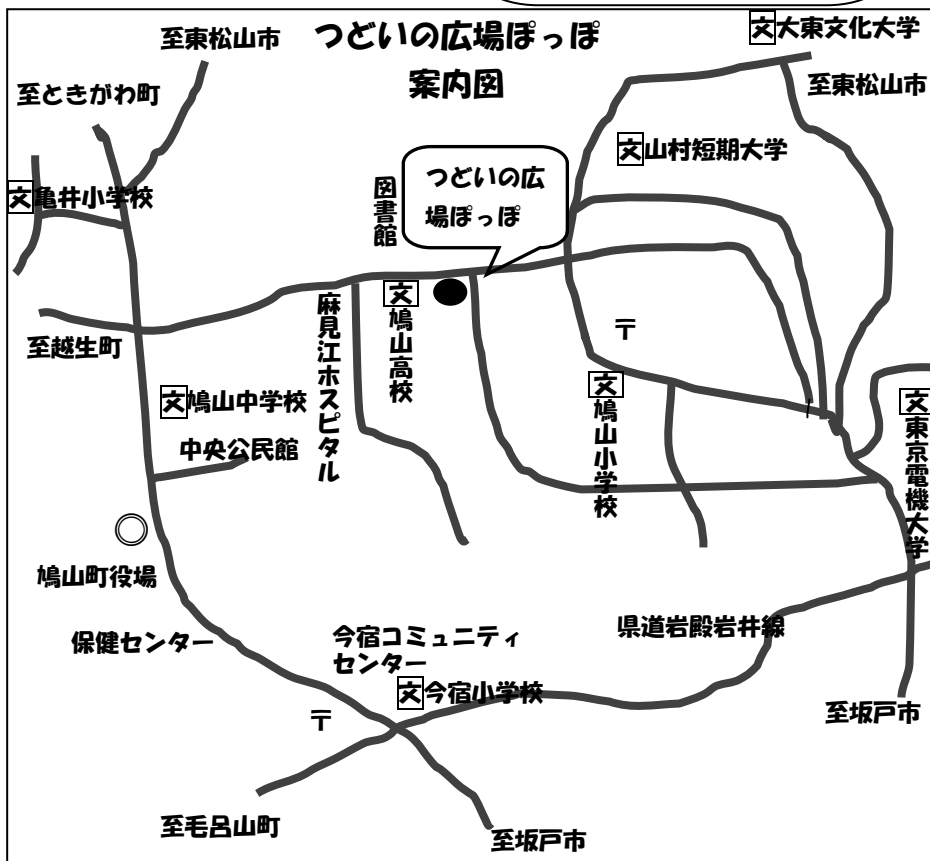 つどいの広場ぽっぽ
案内図
至東松山市
文大東文化大学
至ときがわ町
至東松山市
文山村短期大学
つどいの広
場ぽっぽ
図書館
文亀井小学校
麻見江ホスピタル
文鳩山高校
〒
至越生町
文鳩山中学校
文鳩山小学校
文東京電機大学
中央公民館
鳩山町役場
保健センター
今宿コミュニティ
センター
県道岩殿岩井線
文今宿小学校
〒
至坂戸市
至毛呂山町
至坂戸市